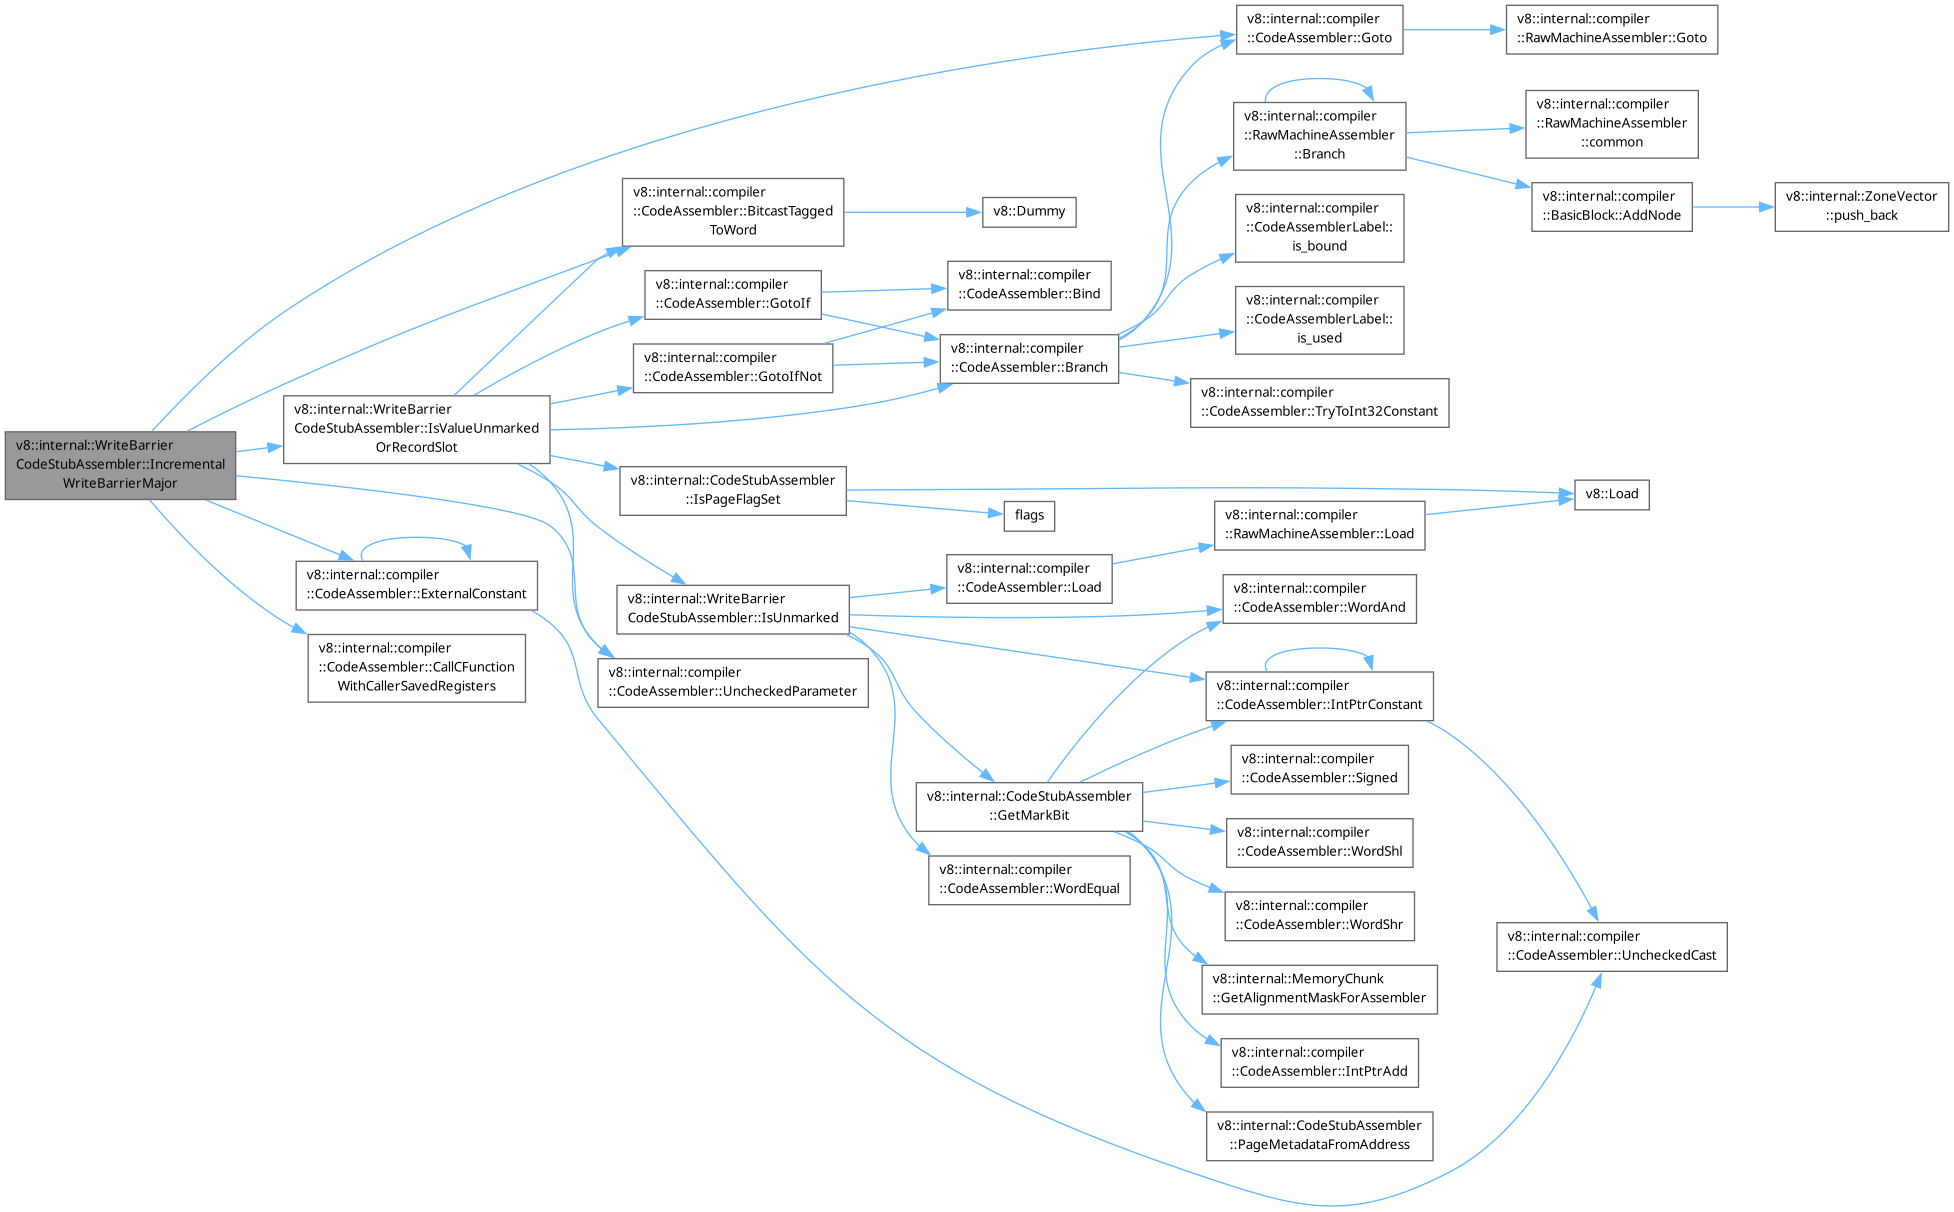 v8::internal::WriteBarrier
CodeStubAssembler::Incremental
WriteBarrierMajor
v8::internal::WriteBarrier
CodeStubAssembler::IsValueUnmarked
OrRecordSlot
v8::internal::compiler
::CodeAssembler::ExternalConstant
v8::internal::compiler
::CodeAssembler::CallCFunction
WithCallerSavedRegisters
v8::internal::compiler
::CodeAssembler::BitcastTagged
ToWord
v8::internal::compiler
::CodeAssembler::GotoIf
v8::internal::compiler
::CodeAssembler::GotoIfNot
v8::internal::CodeStubAssembler
::IsPageFlagSet
v8::internal::WriteBarrier
CodeStubAssembler::IsUnmarked
v8::internal::compiler
::CodeAssembler::UncheckedParameter
v8::Dummy
v8::internal::compiler
::CodeAssembler::Bind
v8::internal::compiler
::CodeAssembler::Branch
flags
v8::internal::compiler
::CodeAssembler::Load
v8::internal::CodeStubAssembler
::GetMarkBit
v8::internal::compiler
::CodeAssembler::WordEqual
v8::internal::compiler
::CodeAssembler::Goto
v8::internal::compiler
::RawMachineAssembler
::Branch
v8::internal::compiler
::CodeAssemblerLabel::
is_bound
v8::internal::compiler
::CodeAssemblerLabel::
is_used
v8::internal::compiler
::CodeAssembler::TryToInt32Constant
v8::internal::compiler
::RawMachineAssembler::Load
v8::internal::compiler
::CodeAssembler::WordAnd
v8::internal::compiler
::CodeAssembler::IntPtrConstant
v8::internal::compiler
::CodeAssembler::Signed
v8::internal::compiler
::CodeAssembler::WordShl
v8::internal::compiler
::CodeAssembler::WordShr
v8::internal::MemoryChunk
::GetAlignmentMaskForAssembler
v8::internal::compiler
::CodeAssembler::IntPtrAdd
v8::internal::CodeStubAssembler
::PageMetadataFromAddress
v8::internal::compiler
::RawMachineAssembler::Goto
v8::internal::compiler
::RawMachineAssembler
::common
v8::internal::compiler
::BasicBlock::AddNode
v8::Load
v8::internal::compiler
::CodeAssembler::UncheckedCast
v8::internal::ZoneVector
::push_back